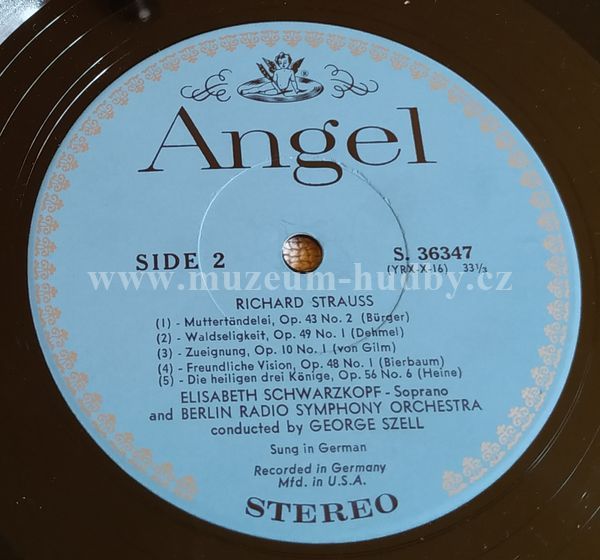 Angel
SIDE 2
S. 36347
(YRX-X-16) 33⅓
www.muzeum-hudby.cz
RICHARD STRAUSS
(1) - Muttertändelei, Op. 43 No. 2 (Bürger)
(2) - Waldseligkeit, Op. 49 No. 1 (Dehmel)
(3) - Zueignung, Op. 10 No. 1 (von Gilm)
(4) - Freundliche Vision, Op. 48 No. 1 (Bierbaum)
(5) - Die heiligen drei Könige, Op. 56 No. 6 (Heine)
ELISABETH SCHWARZKOPF - Soprano
and BERLIN RADIO SYMPHONY ORCHESTRA
conducted by GEORGE SZELL
Sung in German
Recorded in Germany
Mfd. in U.S.A.
STEREO